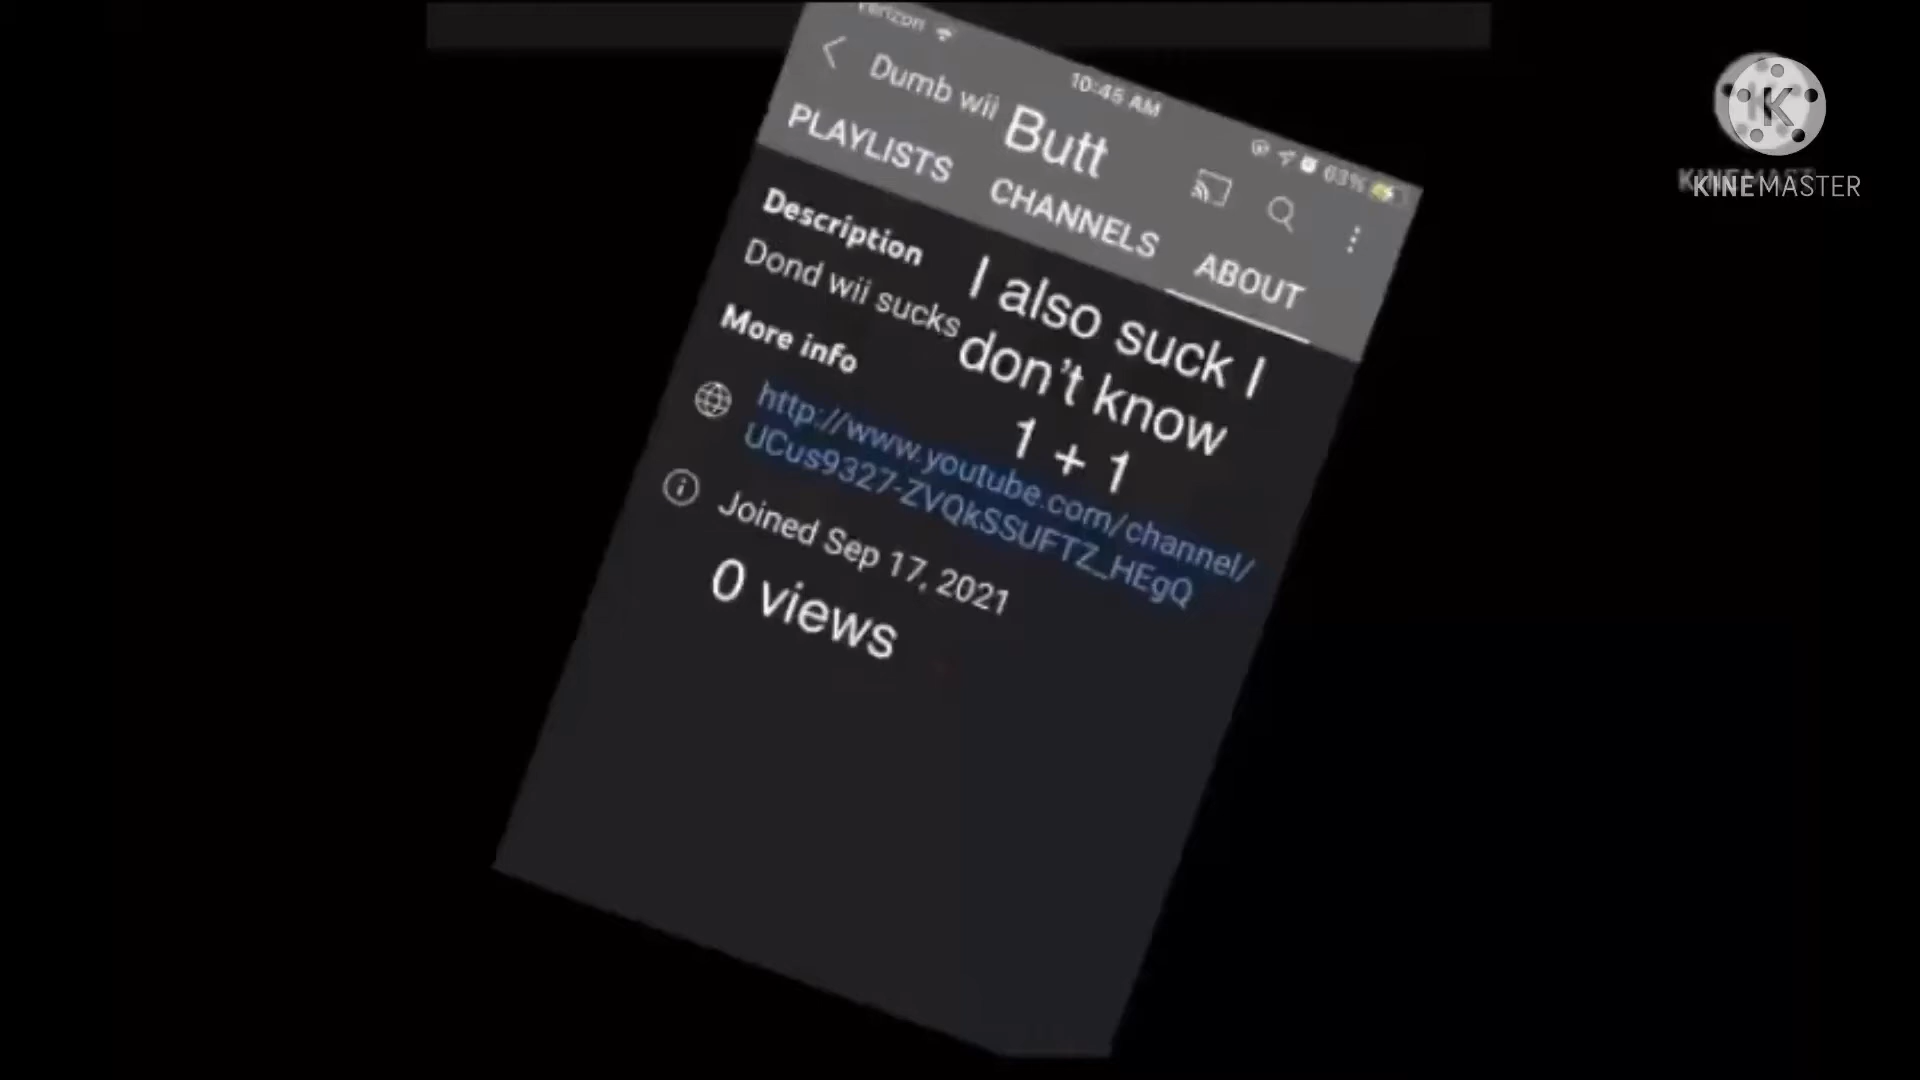 verizon
10:45 AM
63%
Dumb wii Butt
PLAYLISTS CHANNELS ABOUT
Description
Dond wii sucks I also suck I
don't know
1 + 1
More info
http://www.youtube.com/channel/
UCus9327-ZVQkSSUFTZ_HEgQ
Joined Sep 17, 2021
0 views
K
KINEMASTER